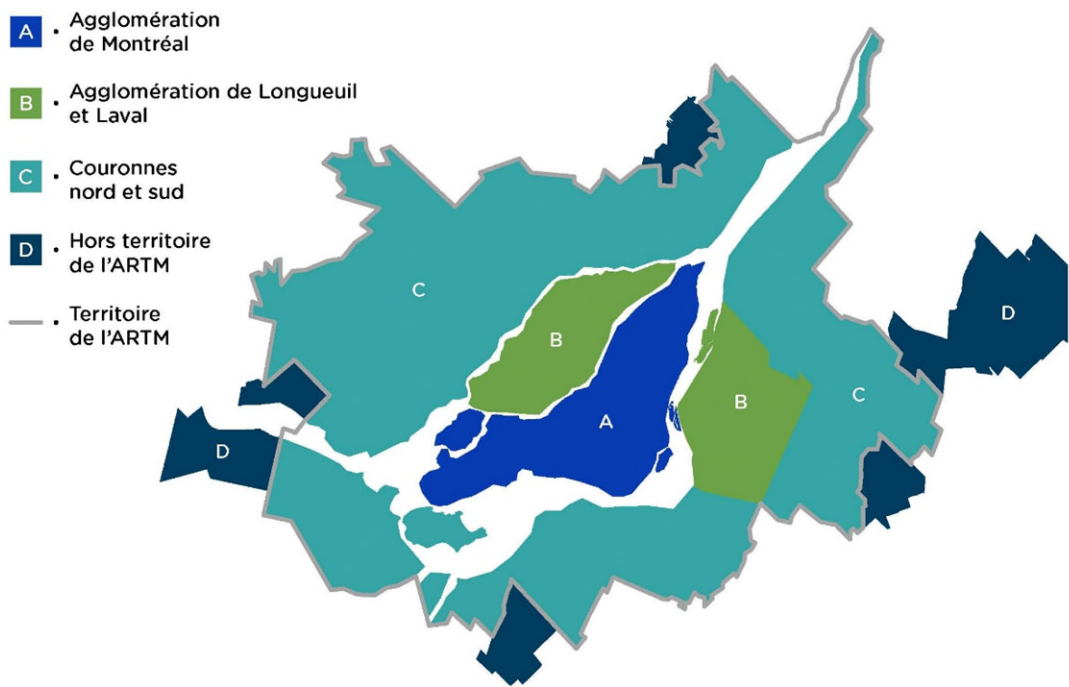 A · Agglomération
de Montréal
B · Agglomération de Longueuil
et Laval
C · Couronnes
nord et sud
D · Hors territoire
de l'ARTM
· Territoire
de l'ARTM
C
B
A
B
C
D
D